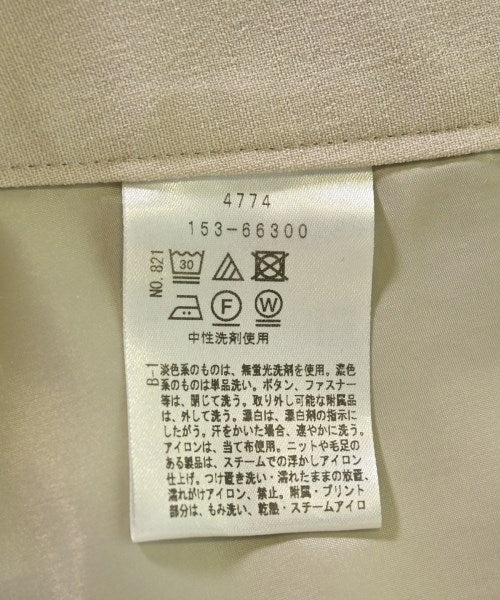 4774
153-66300
NO. 821
30
F W
中性洗剤使用
B-1
淡色系のものは、無蛍光洗剤を使用。濃色
系のものは単品洗い。ボタン、ファスナー
等は、閉じて洗う。取り外し可能な附属品
は、外して洗う。漂白は、漂白剤の指示に
したがう。汗をかいた場合、速やかに洗う。
アイロンは、当て布使用。ニットや毛足の
ある製品は、スチームでの浮かしアイロン
仕上げ。つけ置き洗い・濡れたままの放置、
濡れがけアイロン、禁止。附属・プリント
部分は、もみ洗い、乾熱・スチームアイロ